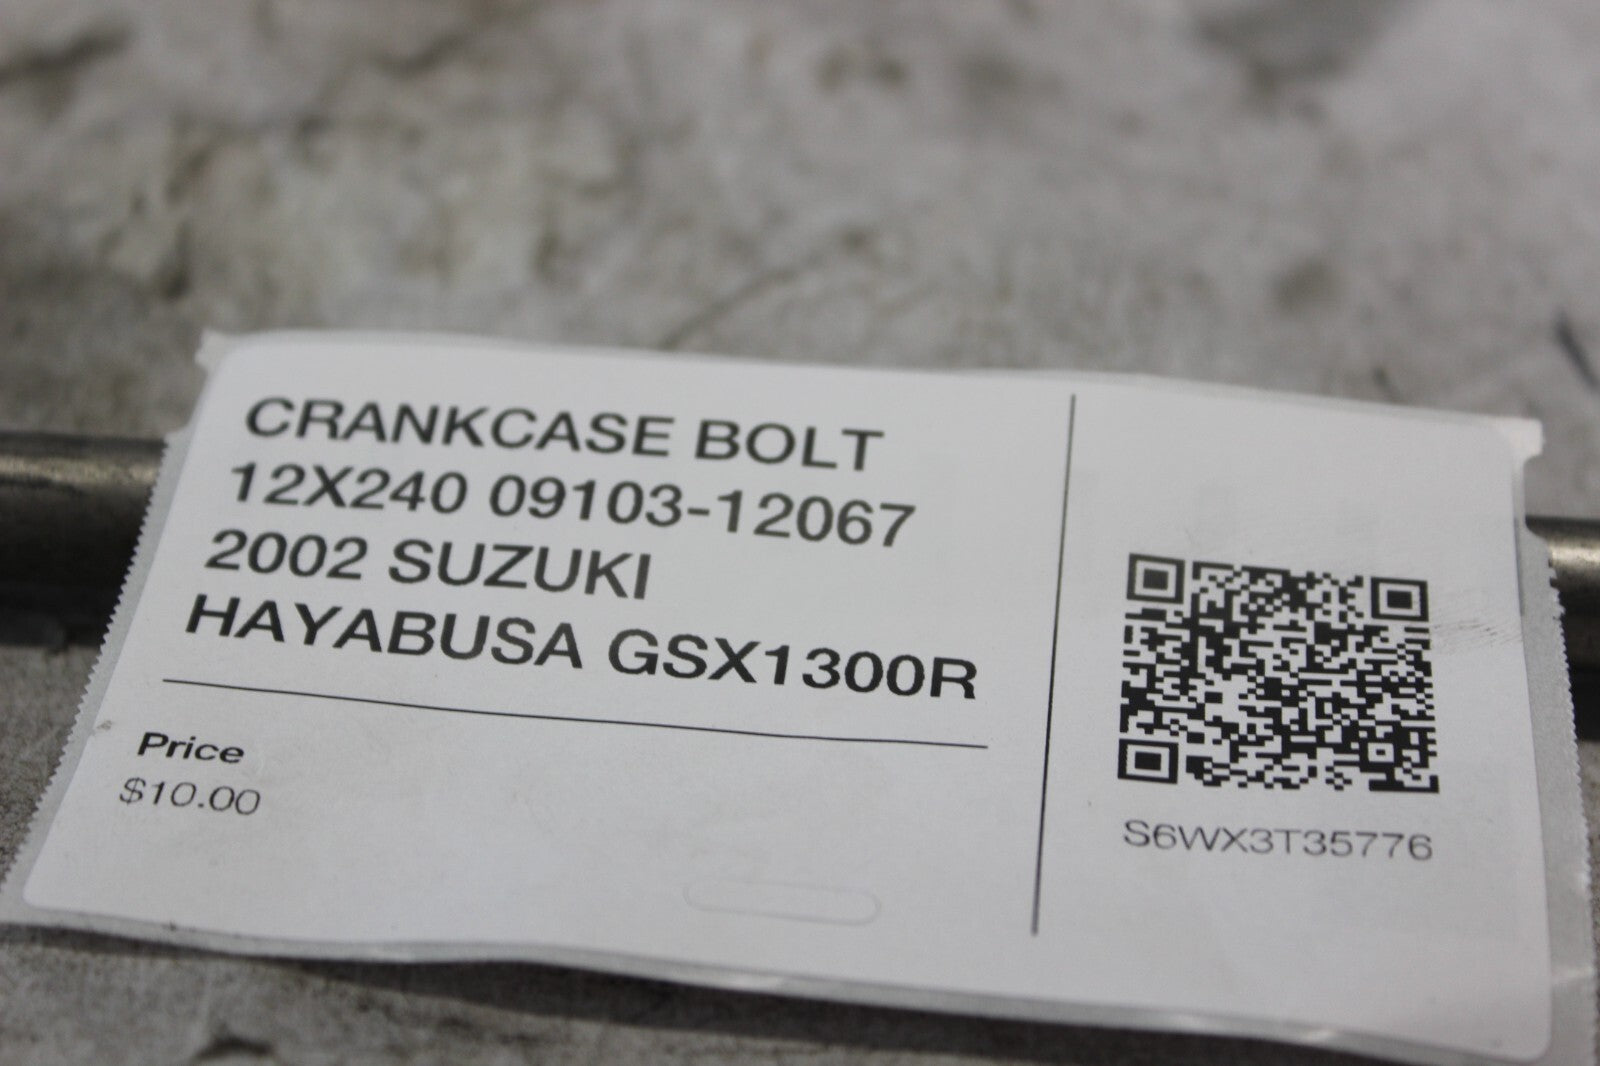 CRANKCASE BOLT
12X240 09103-12067
2002 SUZUKI
HAYABUSA GSX1300R
Price
$10.00
S6WX3T35776